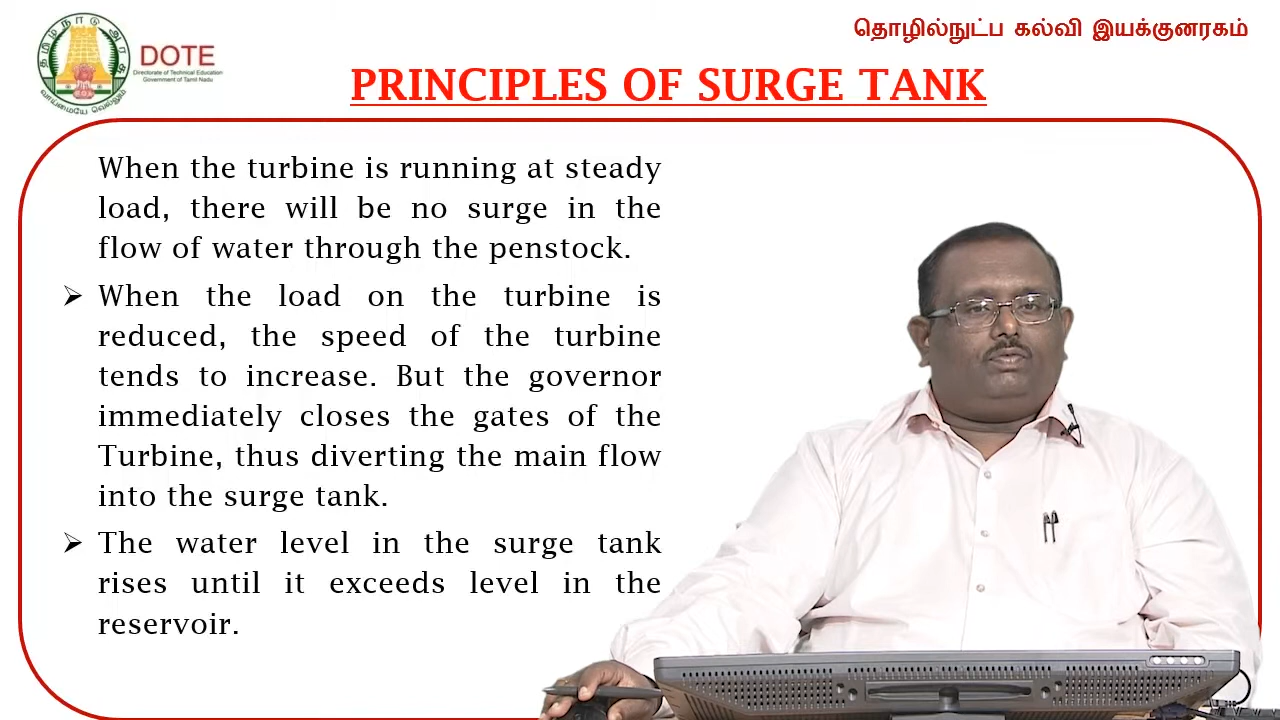 தமிழ்நாடு அரசு
வாய்மையே வெல்லும்
DOTE
Directorate of Technical Education
Government of Tamil Nadu
தொழில்நுட்ப கல்வி இயக்குனரகம்
PRINCIPLES OF SURGE TANK
When the turbine is running at steady
load, there will be no surge in the
flow of water through the penstock.
➢ When the load on the turbine is
reduced, the speed of the turbine
tends to increase. But the governor
immediately closes the gates of the
Turbine, thus diverting the main flow
into the surge tank.
➢ The water level in the surge tank
rises until it exceeds level in the
reservoir.